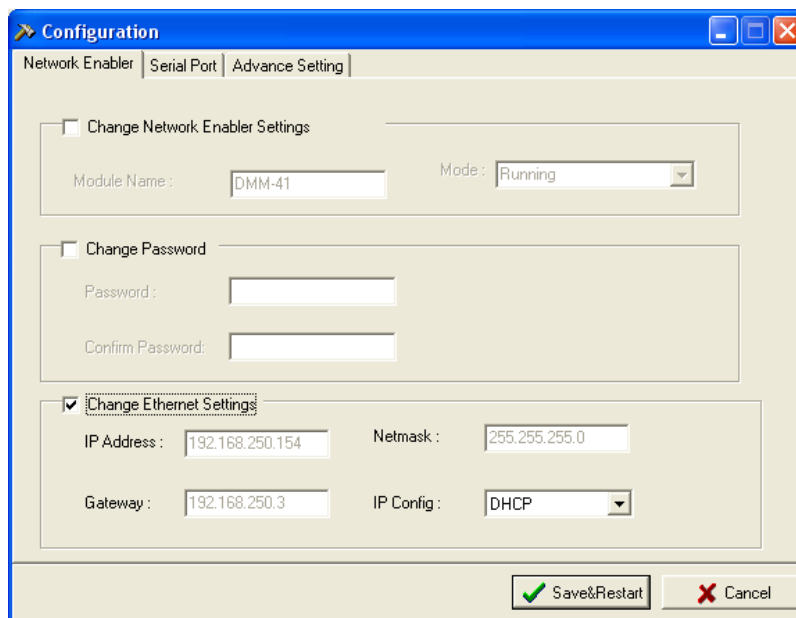 Configuration
Network Enabler Serial Port Advance Setting
Change Network Enabler Settings
Module Name : DMM-41 Mode : Running
Change Password
Password :
Confirm Password:
Change Ethernet Settings
IP Address : 192.168.250.154 Netmask : 255.255.255.0
Gateway : 192.168.250.3 IP Config : DHCP
Save&Restart Cancel